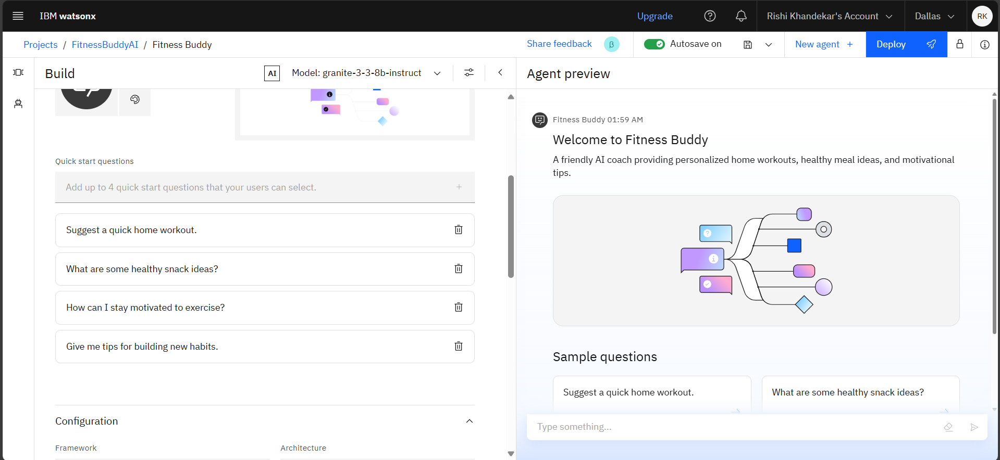 IBM watsonx
Upgrade
Rishi Khandekar's Account
Dallas
RK
Projects / FitnessBuddyAI / Fitness Buddy
Share feedback
β
Autosave on
New agent +
Deploy
Build
AI
Model: granite-3-3-8b-instruct
Agent preview
Quick start questions
Add up to 4 quick start questions that your users can select.
Suggest a quick home workout.
What are some healthy snack ideas?
How can I stay motivated to exercise?
Give me tips for building new habits.
Configuration
Framework
Architecture
Fitness Buddy 01:59 AM
Welcome to Fitness Buddy
A friendly AI coach providing personalized home workouts, healthy meal ideas, and motivational
tips.
Sample questions
Suggest a quick home workout.
What are some healthy snack ideas?
Type something...